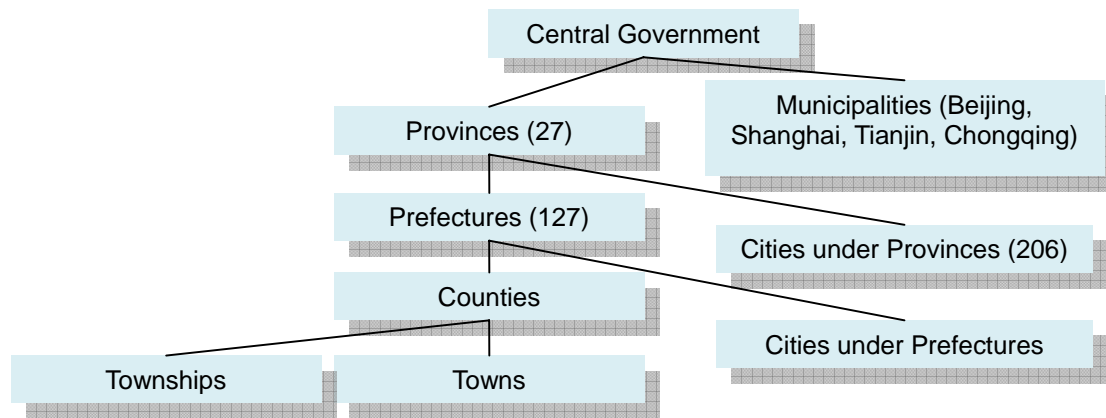 Central Government
Municipalities (Beijing,
Shanghai, Tianjin, Chongqing)
Provinces (27)
Prefectures (127)
Cities under Provinces (206)
Counties
Cities under Prefectures
Townships
Towns